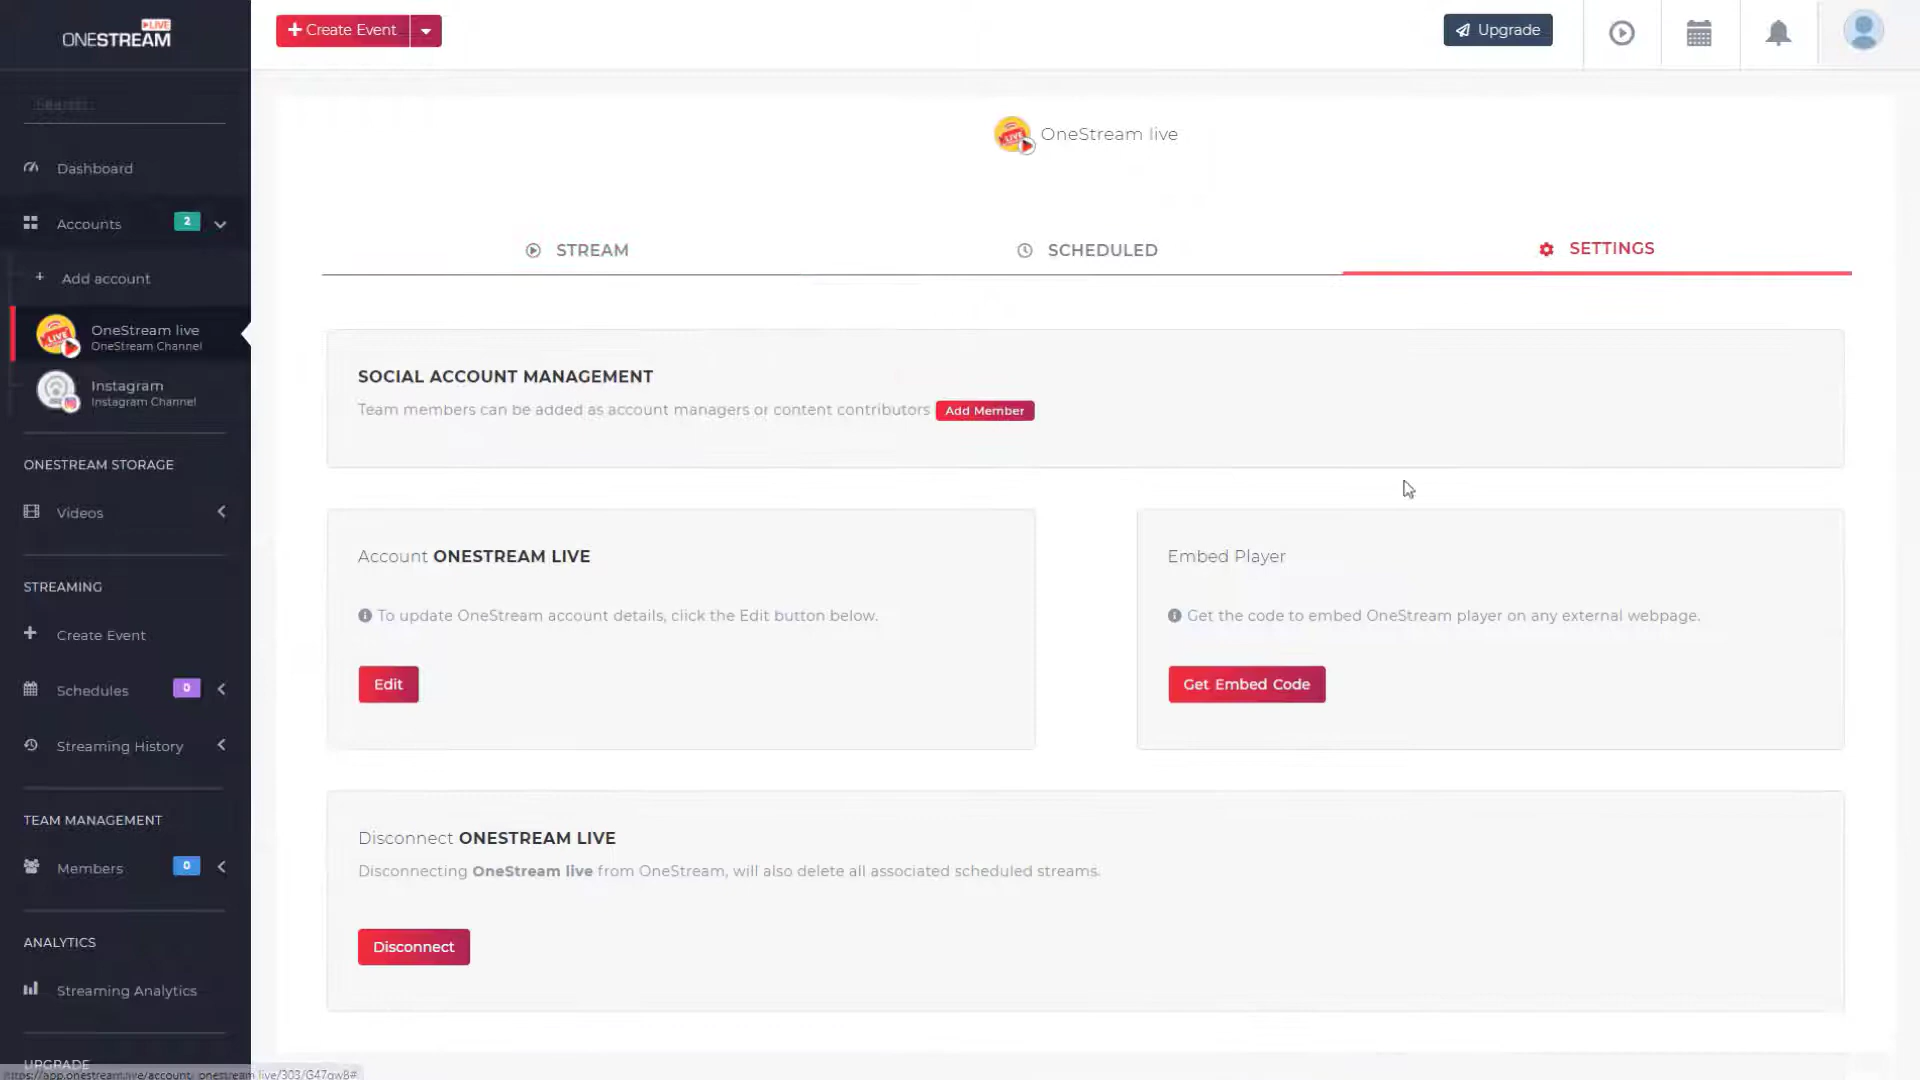 LIVE
ONESTREAM
Create Event
Upgrade
Search...
Dashboard
Accounts 2
Add account
OneStream live
OneStream Channel
Instagram
Instagram Channel
ONESTREAM STORAGE
Videos
STREAMING
Create Event
Schedules 0
Streaming History
TEAM MANAGEMENT
Members 0
ANALYTICS
Streaming Analytics
UPGRADE
OneStream live
STREAM
SCHEDULED
SETTINGS
SOCIAL ACCOUNT MANAGEMENT
Team members can be added as account managers or content contributors Add Member
Account ONESTREAM LIVE
To update OneStream account details, click the Edit button below.
Edit
Embed Player
Get the code to embed OneStream player on any external webpage.
Get Embed Code
Disconnect ONESTREAM LIVE
Disconnecting OneStream live from OneStream, will also delete all associated scheduled streams.
Disconnect